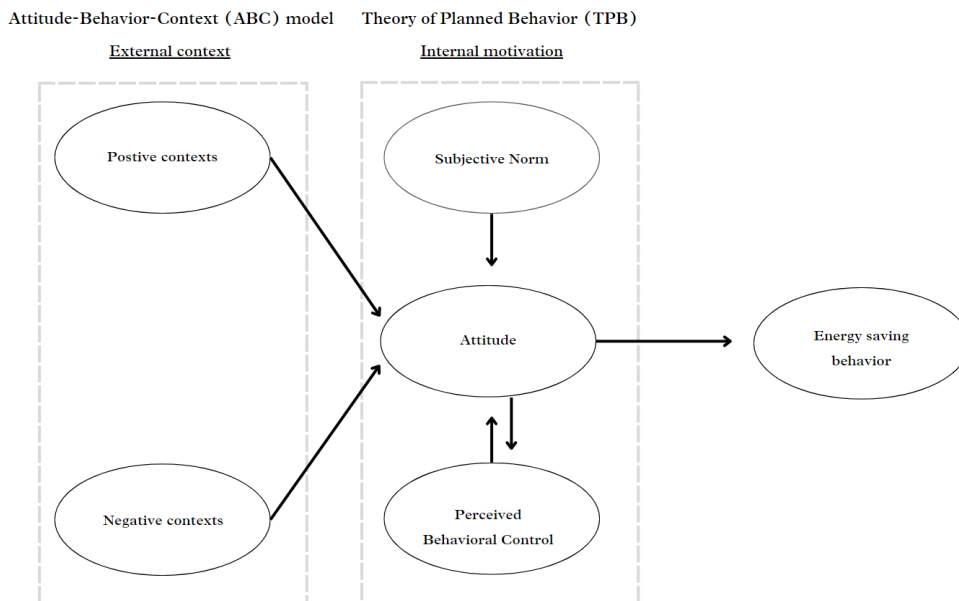 Attitude-Behavior-Context (ABC) model
Theory of Planned Behavior (TPB)
External context
Internal motivation
Postive contexts
Subjective Norm
Attitude
Energy saving
behavior
Negative contexts
Perceived
Behavioral Control